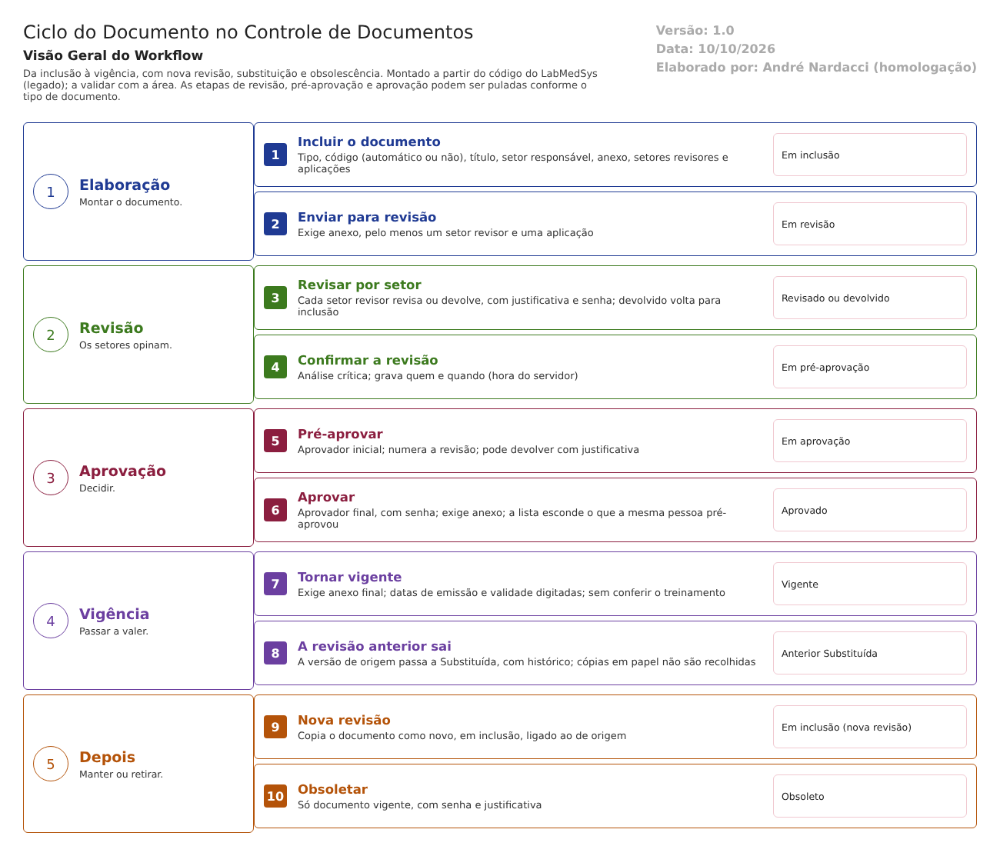 Ciclo do Documento no Controle de Documentos
Visão Geral do Workflow
Da inclusão à vigência, com nova revisão, substituição e obsolescência. Montado a partir do código do LabMedSys
(legado); a validar com a área. As etapas de revisão, pré-aprovação e aprovação podem ser puladas conforme o
tipo de documento.
Versão: 1.0
Data: 10/10/2026
Elaborado por: André Nardacci (homologação)
1
Elaboração
Montar o documento.
1
Incluir o documento
Tipo, código (automático ou não), título, setor responsável, anexo, setores revisores e
aplicações
Em inclusão
2
Enviar para revisão
Exige anexo, pelo menos um setor revisor e uma aplicação
Em revisão
2
Revisão
Os setores opinam.
3
Revisar por setor
Cada setor revisor revisa ou devolve, com justificativa e senha; devolvido volta para
inclusão
Revisado ou devolvido
4
Confirmar a revisão
Análise crítica; grava quem e quando (hora do servidor)
Em pré-aprovação
3
Aprovação
Decidir.
5
Pré-aprovar
Aprovador inicial; numera a revisão; pode devolver com justificativa
Em aprovação
6
Aprovar
Aprovador final, com senha; exige anexo; a lista esconde o que a mesma pessoa pré-
aprovou
Aprovado
4
Vigência
Passar a valer.
7
Tornar vigente
Exige anexo final; datas de emissão e validade digitadas; sem conferir o treinamento
Vigente
8
A revisão anterior sai
A versão de origem passa a Substituída, com histórico; cópias em papel não são recolhidas
Anterior Substituída
5
Depois
Manter ou retirar.
9
Nova revisão
Copia o documento como novo, em inclusão, ligado ao de origem
Em inclusão (nova revisão)
10
Obsoletar
Só documento vigente, com senha e justificativa
Obsoleto